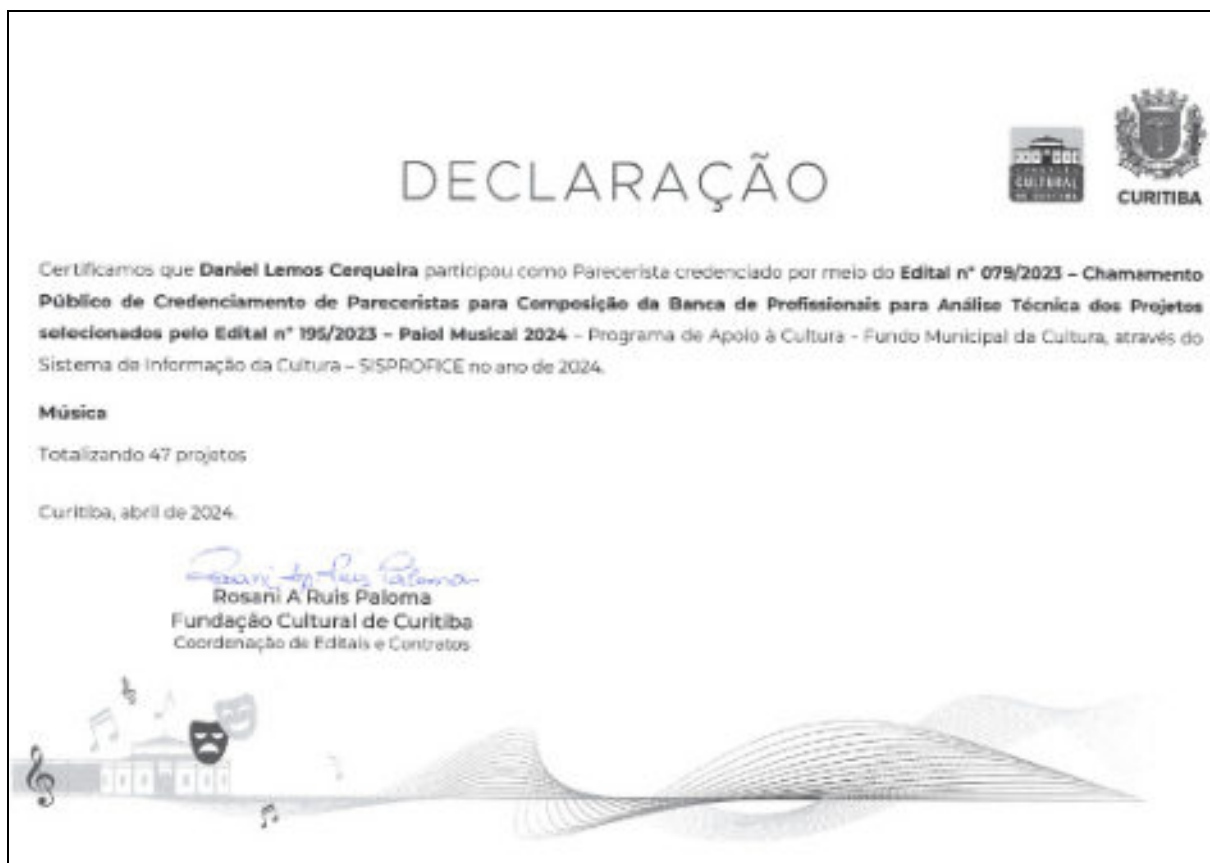 DECLARAÇÃO
CULTURAL
CURITIBA
Certificamos que Daniel Lemos Cerqueira participou como Parecerista credenciado por meio do Edital nº 079/2023 – Chamamento
Público de Credenciamento de Pareceristas para Composição da Banca de Profissionais para Análise Técnica dos Projetos
selecionados pelo Edital nº 195/2023 – Paiol Musical 2024 – Programa de Apoio à Cultura - Fundo Municipal da Cultura, através do
Sistema de Informação da Cultura – SISPROFICE no ano de 2024.
Música
Totalizando 47 projetos
Curitiba, abril de 2024.
Rosani A Ruis Paloma
Fundação Cultural de Curitiba
Coordenação de Editais e Contratos